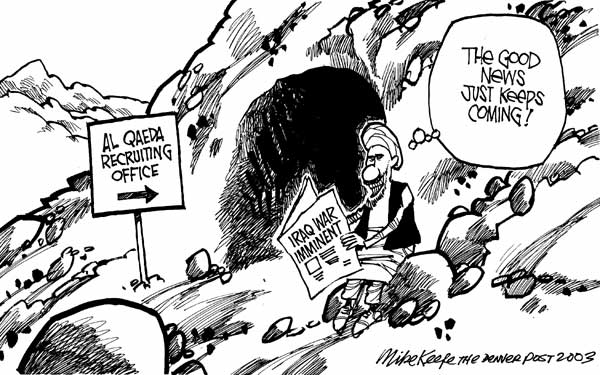 THE GOOD
NEWS
JUST KEEPS
COMING!
AL QAEDA
RECRUITING
OFFICE
IRAQ WAR
IMMINENT
Mike Keefe THE DENVER POST 2003